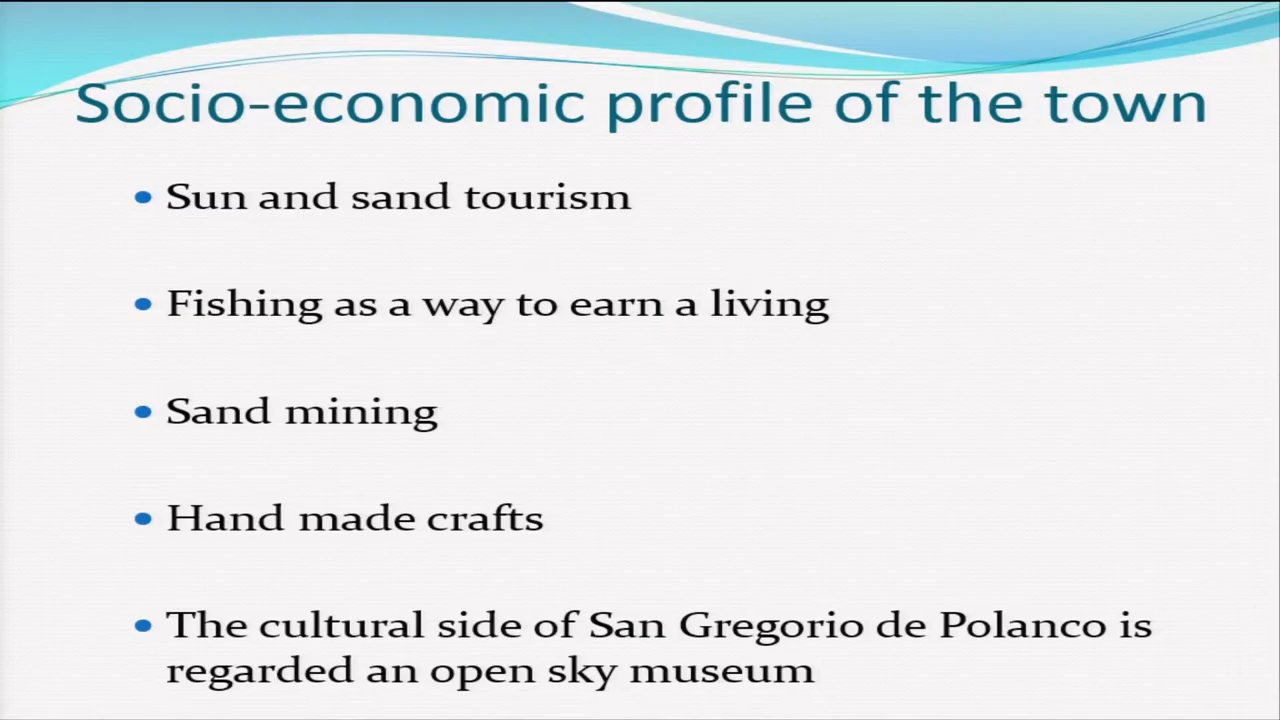 Socio-economic profile of the town
• Sun and sand tourism
• Fishing as a way to earn a living
• Sand mining
• Hand made crafts
• The cultural side of San Gregorio de Polanco is
regarded an open sky museum